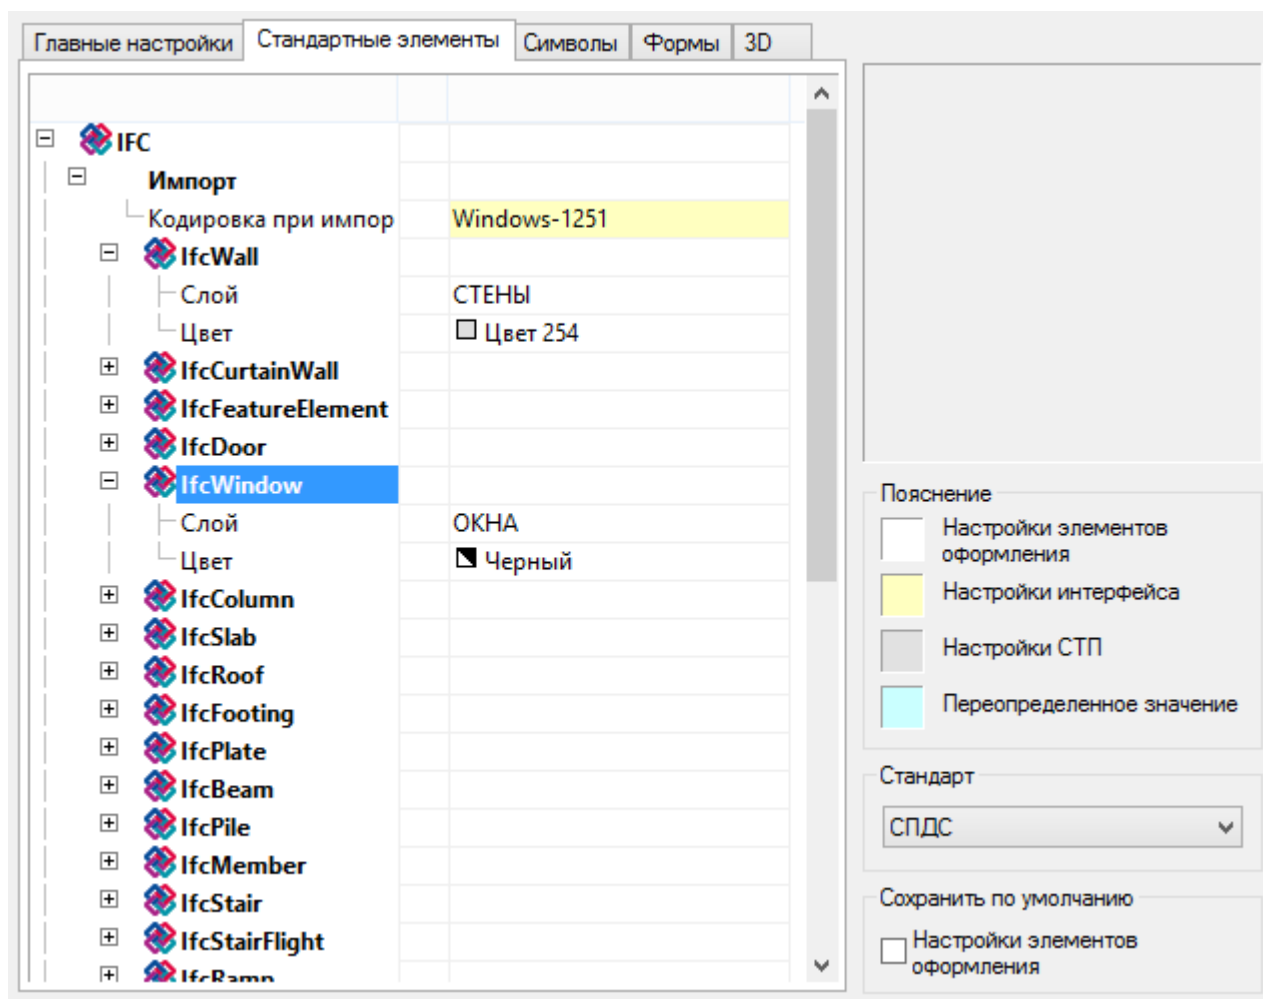 Главные настройки Стандартные элементы Символы Формы 3D
IFC
Импорт
Кодировка при импор Windows-1251
IfcWall
Слой СТЕНЫ
Цвет Цвет 254
IfcCurtainWall
IfcFeatureElement
IfcDoor
IfcWindow
Слой ОКНА
Цвет Черный
IfcColumn
IfcSlab
IfcRoof
IfcFooting
IfcPlate
IfcBeam
IfcPile
IfcMember
IfcStair
IfcStairFlight
IfcRamp
Пояснение
Настройки элементов
оформления
Настройки интерфейса
Настройки СТП
Переопределенное значение
Стандарт
СПДС
Сохранить по умолчанию
Настройки элементов
оформления